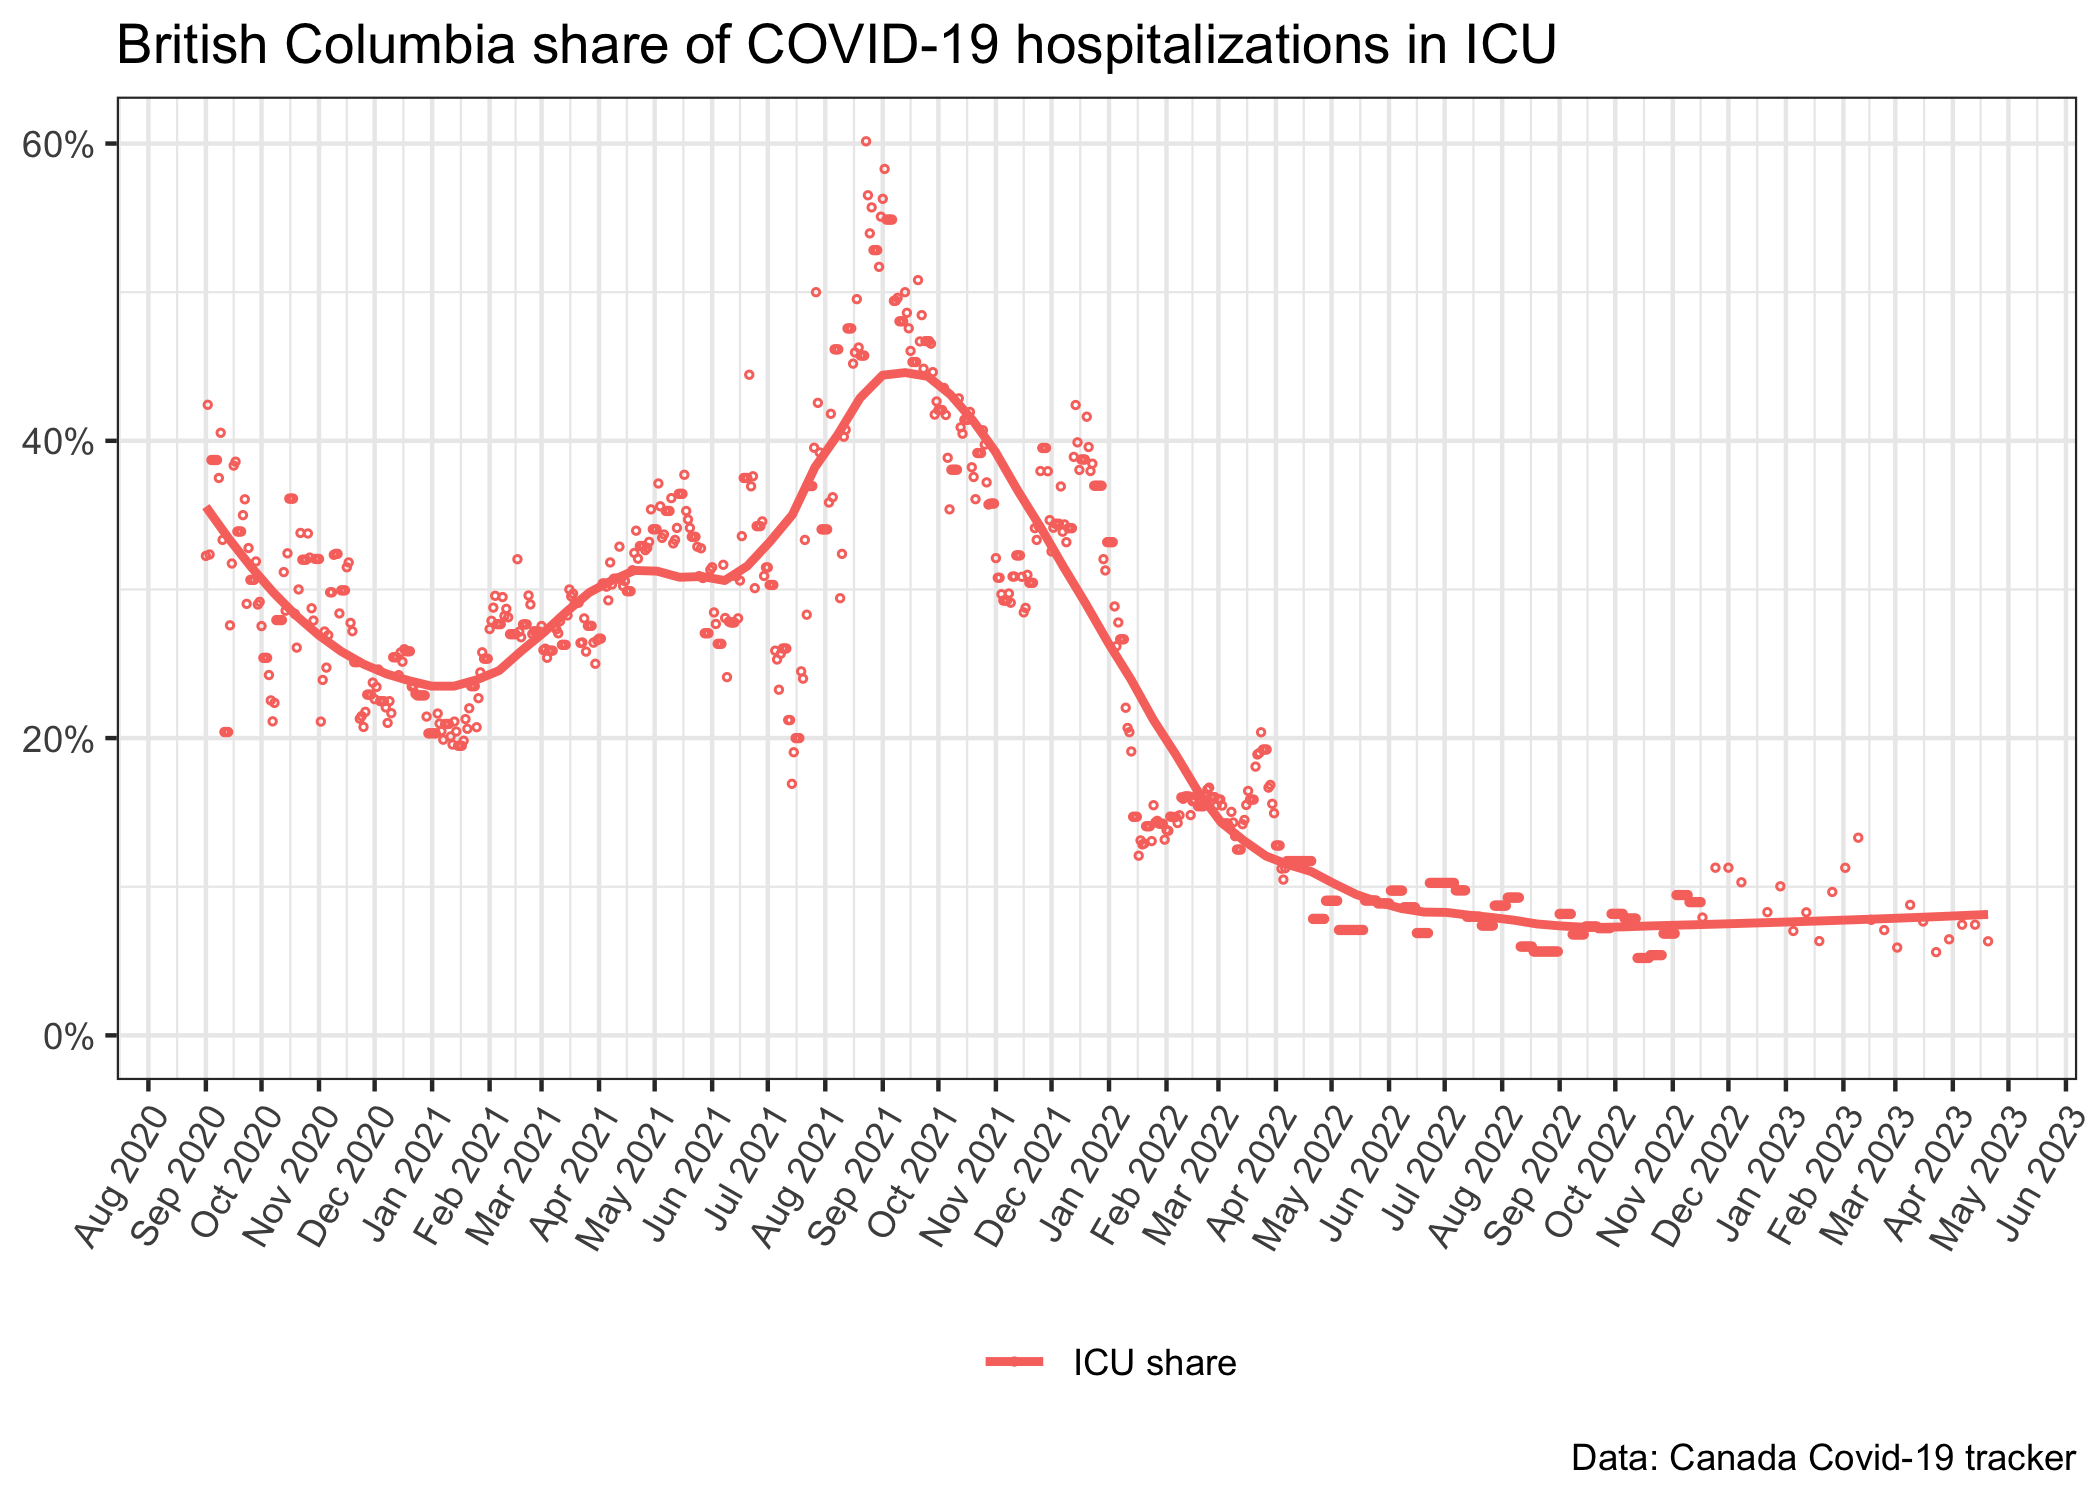 British Columbia share of COVID-19 hospitalizations in ICU
60%
40%
20%
0%
Aug 2020
Sep 2020
Oct 2020
Nov 2020
Dec 2020
Jan 2021
Feb 2021
Mar 2021
Apr 2021
May 2021
Jun 2021
Jul 2021
Aug 2021
Sep 2021
Oct 2021
Nov 2021
Dec 2021
Jan 2022
Feb 2022
Mar 2022
Apr 2022
May 2022
Jun 2022
Jul 2022
Aug 2022
Sep 2022
Oct 2022
Nov 2022
Dec 2022
Jan 2023
Feb 2023
Mar 2023
Apr 2023
May 2023
Jun 2023
ICU share
Data: Canada Covid-19 tracker